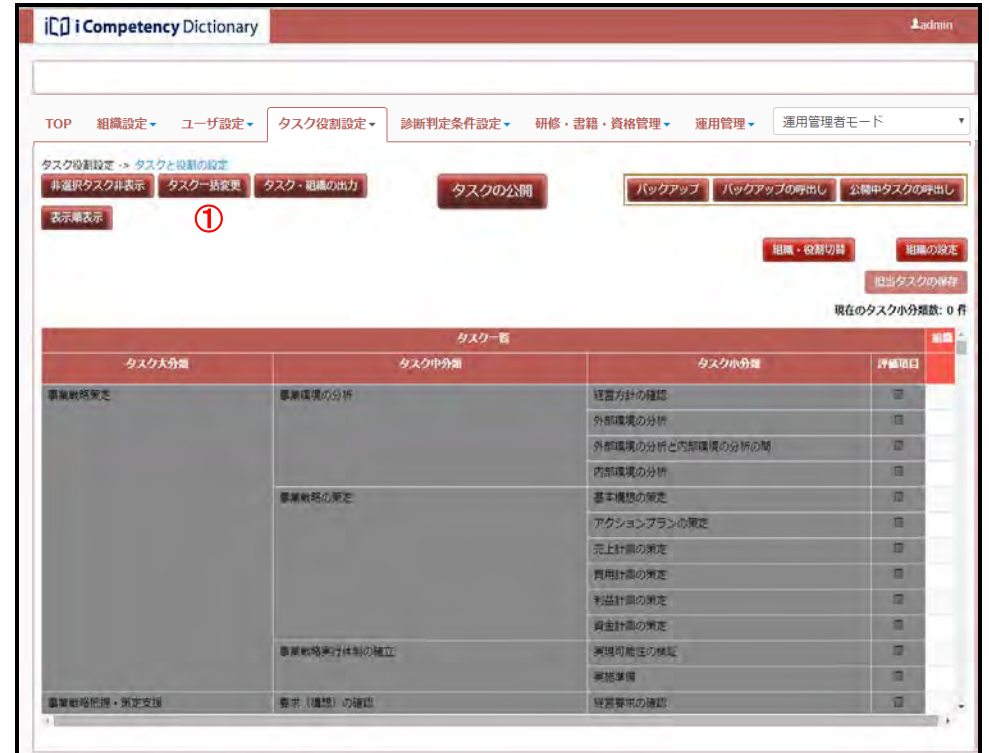 iCD i Competency Dictionary
admin
TOP 組織設定 ユーザ設定 タスク役割設定 診断判定条件設定 研修・書籍・資格管理 運用管理 運用管理者モード
タスク役割設定 -> タスクと役割の設定
非選択タスク非表示 タスク一括変更 タスク・組織の出力 タスクの公開 バックアップ バックアップの呼出し 公開中タスクの呼出し
表示順表示 ①
組織・役割切替 組織の設定
担当タスクの保存
現在のタスク小分類数: 0 件
タスク一覧 組織
タスク大分類 タスク中分類 タスク小分類 評価項目
事業戦略策定 事業環境の分析 経営方針の確認
外部環境の分析
外部環境の分析と内部環境の分析の間
内部環境の分析
事業戦略の策定 基本構想の策定
アクションプランの策定
売上計画の策定
費用計画の策定
利益計画の策定
資金計画の策定
事業戦略実行体制の確立 実現可能性の検証
実施準備
事業戦略把握・策定支援 要求（構想）の確認 経営要求の確認